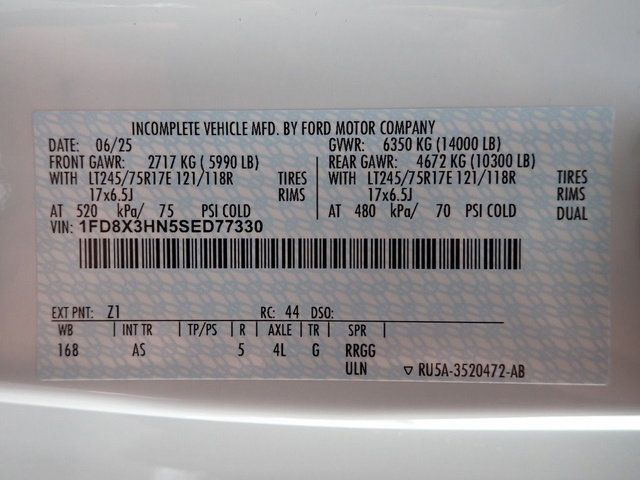 INCOMPLETE VEHICLE MFD. BY FORD MOTOR COMPANY
DATE: 06/25 GVWR: 6350 KG (14000 LB)
FRONT GAWR: 2717 KG ( 5990 LB) REAR GAWR: 4672 KG (10300 LB)
WITH LT245/75R17E 121/118R TIRES WITH LT245/75R17E 121/118R TIRES
17x6.5J RIMS 17x6.5J RIMS
AT 520 kPa/ 75 PSI COLD AT 480 kPa/ 70 PSI COLD DUAL
VIN: 1FD8X3HN5SED77330
EXT PNT: Z1 RC: 44 DSO:
WB | INT TR | TP/PS | R | AXLE | TR | SPR
168 AS 5 4L G RRGG
ULN ▽ RU5A-3520472-AB